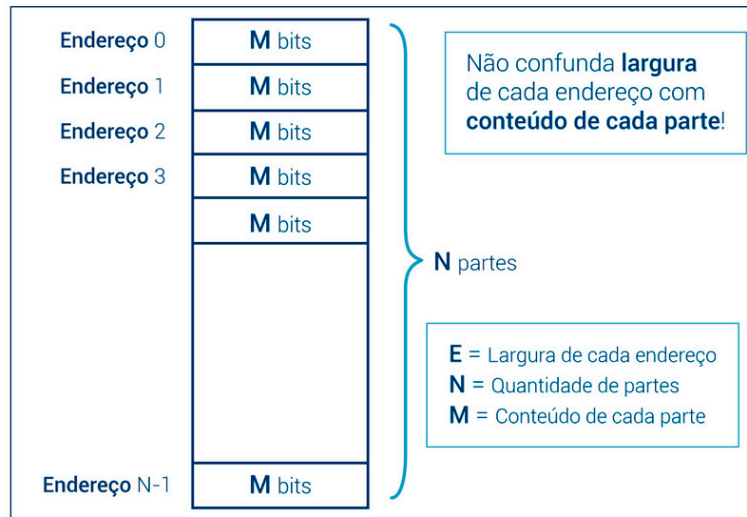 Endereço 0
M bits
Endereço 1
M bits
Endereço 2
M bits
Endereço 3
M bits
M bits
Endereço N-1
M bits
N partes
Não confunda largura
de cada endereço com
conteúdo de cada parte!
E = Largura de cada endereço
N = Quantidade de partes
M = Conteúdo de cada parte